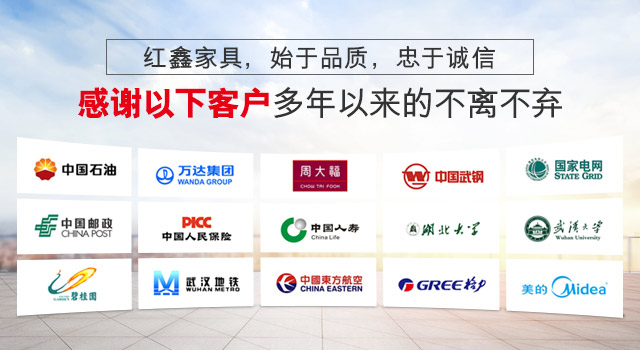 红鑫家具，始于品质，忠于诚信
感谢以下客户多年以来的不离不弃
中国石油
万达集团
WANDA GROUP
周大福
CHOW TAI FOOK
中国武钢
国家电网
STATE GRID
中国邮政
CHINA POST
PICC
中国人民保险
中国人寿
China Life
湖北大学
武汉大学
Wuhan University
碧桂园
武汉地铁
WUHAN METRO
中國東方航空
CHINA EASTERN
GREE格力
美的 Midea